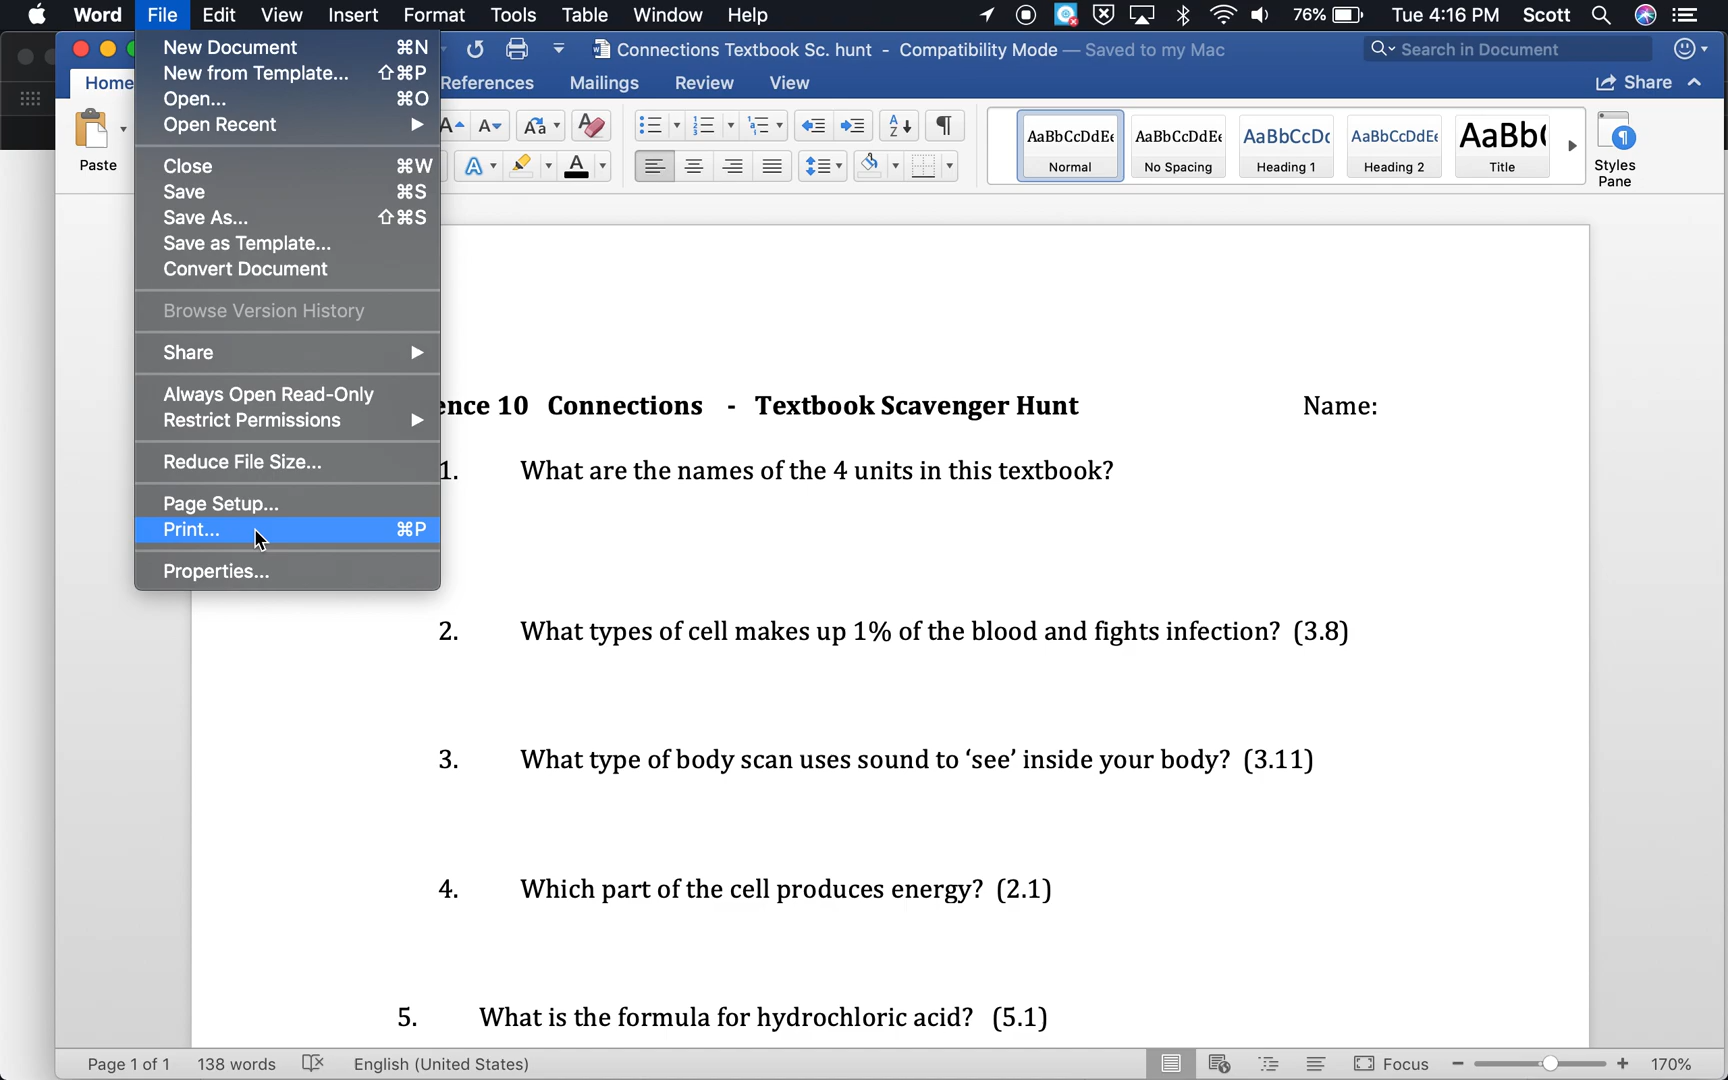 Word File Edit View Insert Format Tools Table Window Help 76% Tue 4:16 PM Scott
Connections Textbook Sc. hunt - Compatibility Mode — Saved to my Mac
Search in Document
Home
References Mailings Review View Share
New Document ⌘N
New from Template... ⇧⌘P
Open... ⌘O
Open Recent ▶
Close ⌘W
Save ⌘S
Save As... ⇧⌘S
Save as Template...
Convert Document
Browse Version History
Share ▶
Always Open Read-Only
Restrict Permissions ▶
Reduce File Size...
Page Setup...
Print... ⌘P
Properties...
Paste
AaBbCcDdEe AaBbCcDdEe AaBbCcDc AaBbCcDdEe AaBb(
Normal No Spacing Heading 1 Heading 2 Title
Styles
Pane
ence 10 Connections - Textbook Scavenger Hunt Name:
1. What are the names of the 4 units in this textbook?
2. What types of cell makes up 1% of the blood and fights infection? (3.8)
3. What type of body scan uses sound to ‘see’ inside your body? (3.11)
4. Which part of the cell produces energy? (2.1)
5. What is the formula for hydrochloric acid? (5.1)
Page 1 of 1 138 words English (United States) Focus 170%